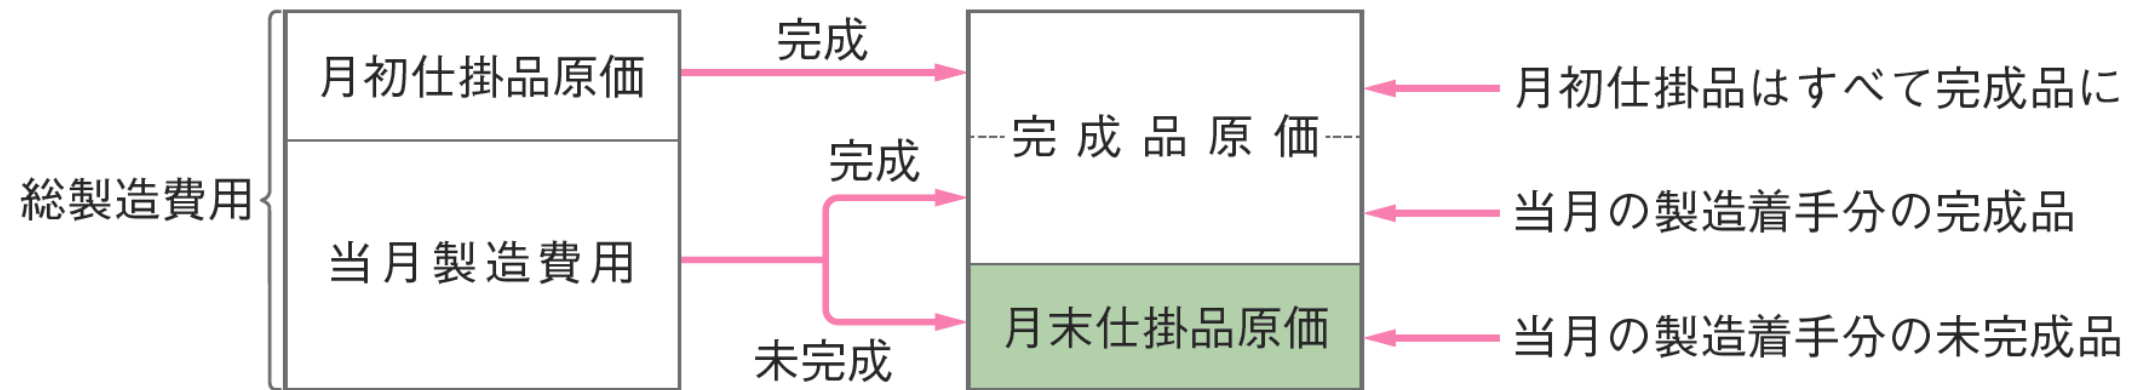 総製造費用
月初仕掛品原価
当月製造費用
完成
完成
未完成
完成品原価
月末仕掛品原価
月初仕掛品はすべて完成品に
当月の製造着手分の完成品
当月の製造着手分の未完成品